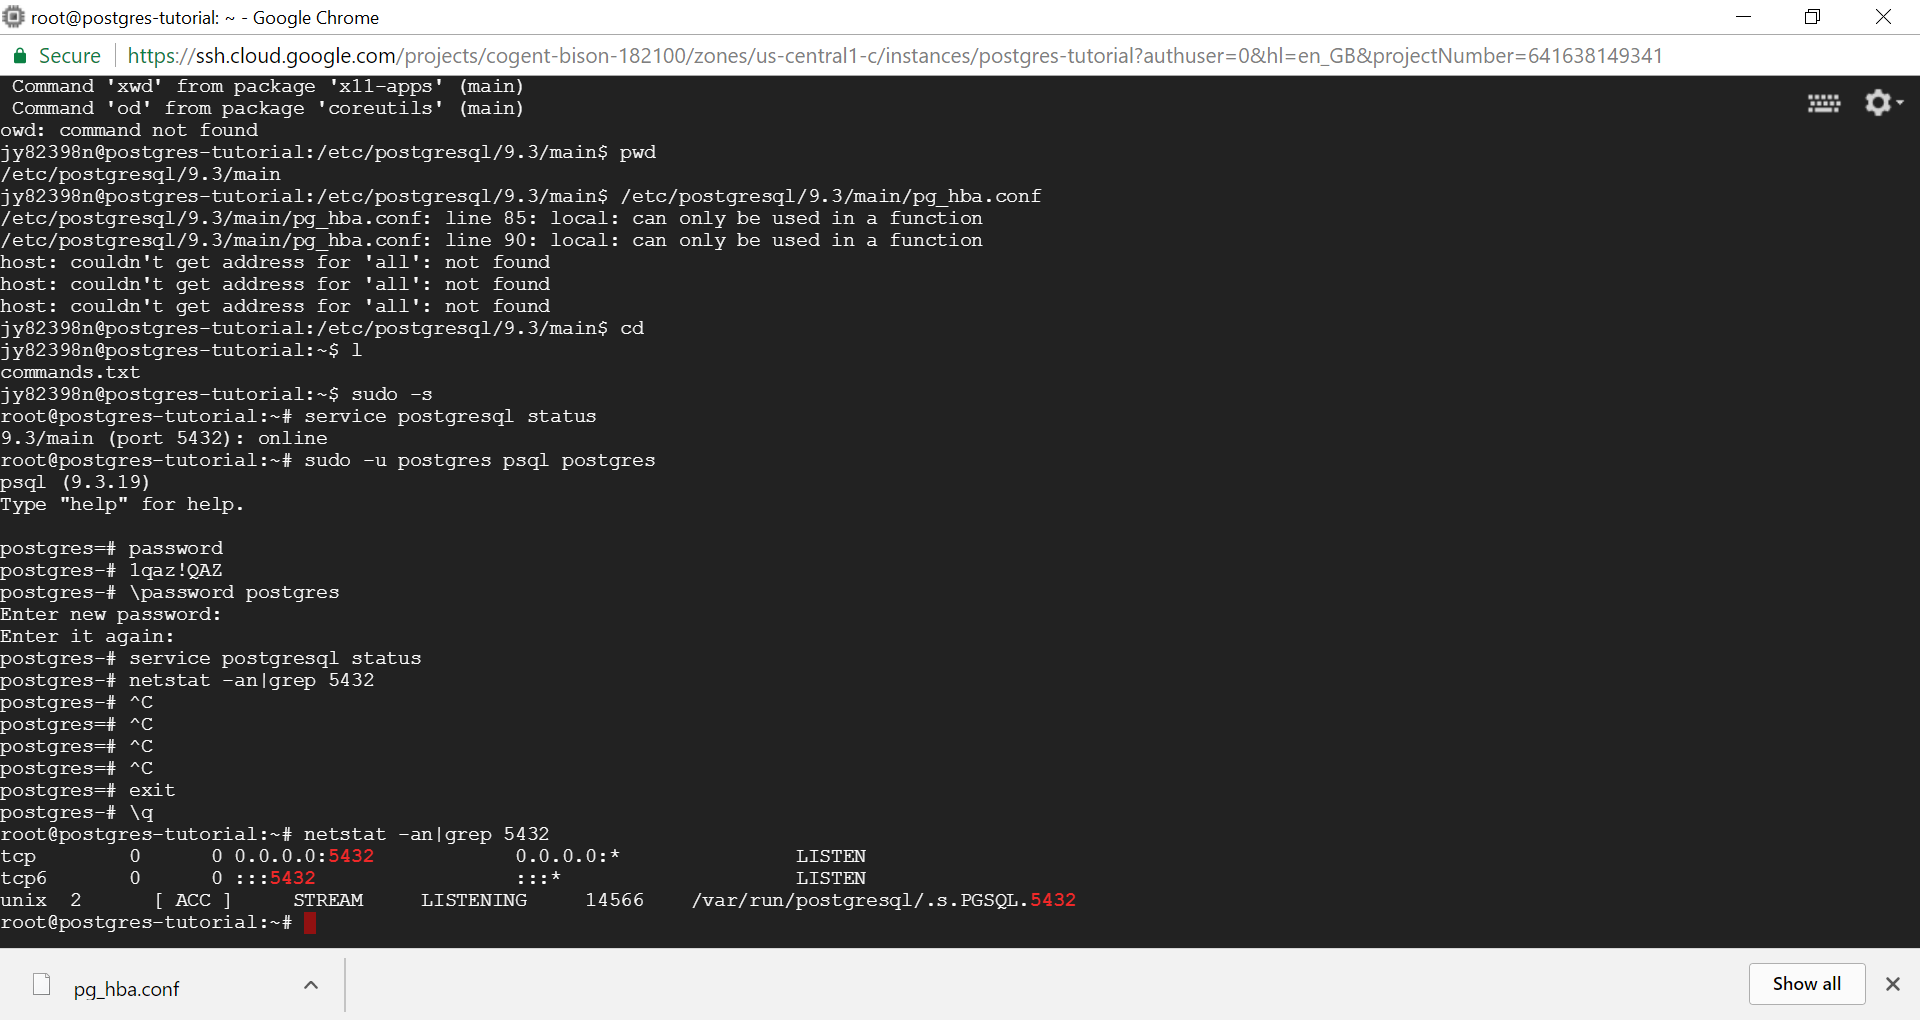 root@postgres-tutorial: ~ - Google Chrome
Secure https://ssh.cloud.google.com/projects/cogent-bison-182100/zones/us-central1-c/instances/postgres-tutorial?authuser=0&hl=en_GB&projectNumber=641638149341
Command 'xwd' from package 'x11-apps' (main)
Command 'od' from package 'coreutils' (main)
owd: command not found
jy82398n@postgres-tutorial:/etc/postgresql/9.3/main$ pwd
/etc/postgresql/9.3/main
jy82398n@postgres-tutorial:/etc/postgresql/9.3/main$ /etc/postgresql/9.3/main/pg_hba.conf
/etc/postgresql/9.3/main/pg_hba.conf: line 85: local: can only be used in a function
/etc/postgresql/9.3/main/pg_hba.conf: line 90: local: can only be used in a function
host: couldn't get address for 'all': not found
host: couldn't get address for 'all': not found
host: couldn't get address for 'all': not found
jy82398n@postgres-tutorial:/etc/postgresql/9.3/main$ cd
jy82398n@postgres-tutorial:~$ l
commands.txt
jy82398n@postgres-tutorial:~$ sudo -s
root@postgres-tutorial:~# service postgresql status
9.3/main (port 5432): online
root@postgres-tutorial:~# sudo -u postgres psql postgres
psql (9.3.19)
Type "help" for help.
postgres=# password
postgres-# 1qaz!QAZ
postgres-# \password postgres
Enter new password:
Enter it again:
postgres-# service postgresql status
postgres-# netstat -an|grep 5432
postgres-# ^C
postgres=# ^C
postgres=# ^C
postgres=# ^C
postgres=# exit
postgres-# \q
root@postgres-tutorial:~# netstat -an|grep 5432
tcp 0 0 0.0.0.0:5432 0.0.0.0:* LISTEN
tcp6 0 0 :::5432 :::* LISTEN
unix 2 [ ACC ] STREAM LISTENING 14566 /var/run/postgresql/.s.PGSQL.5432
root@postgres-tutorial:~#
pg_hba.conf
Show all